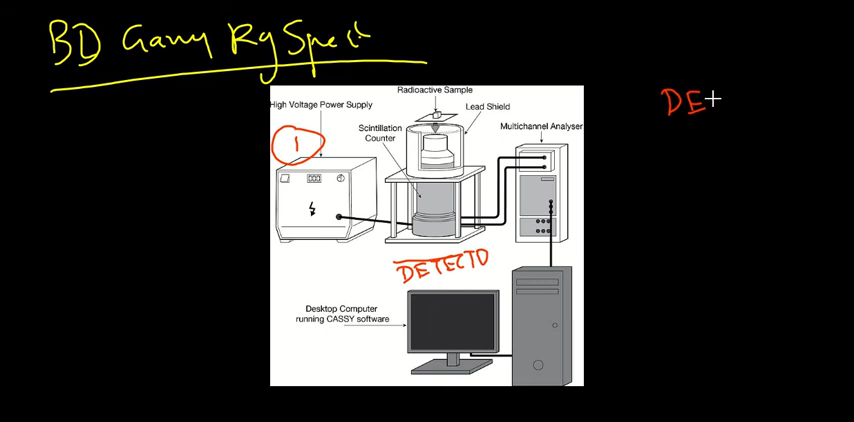 BD Gamy Ry Spect
Radioactive Sample
High Voltage Power Supply
Lead Shield
Scintillation
Counter
Multichannel Analyser
1
DE
DETECTO
Desktop Computer
running CASSY software